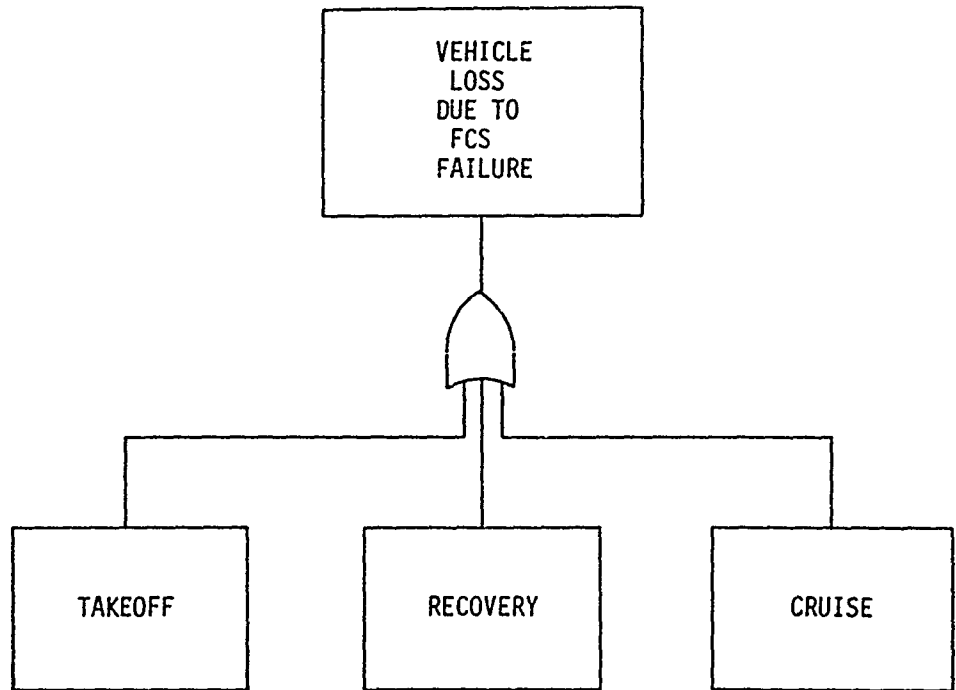 VEHICLE
LOSS
DUE TO
FCS
FAILURE
TAKEOFF
RECOVERY
CRUISE